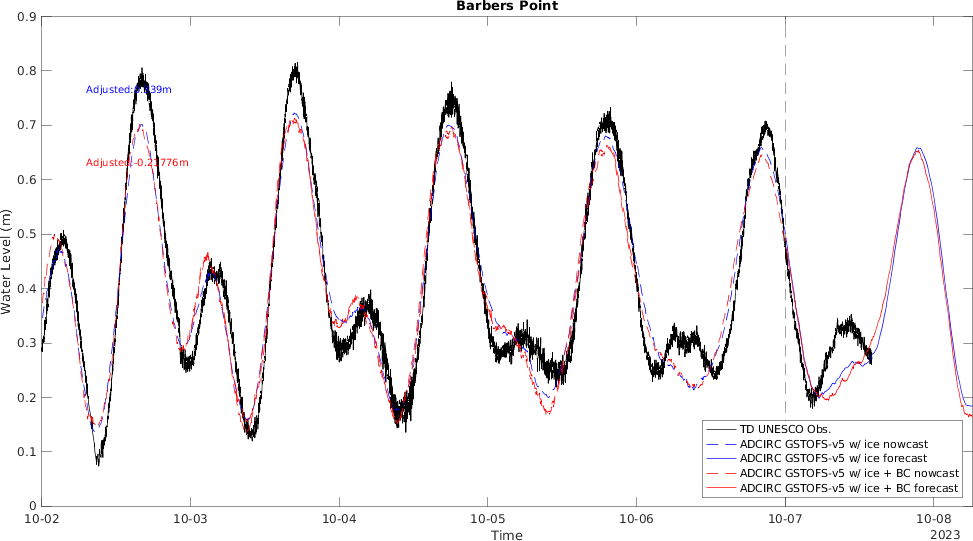 Barbers Point
0.9
0.8
0.7
0.6
0.5
0.4
0.3
0.2
0.1
0
Water Level (m)
Adjusted:
Adjusted:
10-02
10-03
10-04
10-05
10-06
10-07
10-08
Time
2023
TD UNESCO Obs.
ADCIRC GSTOFS-v5 w/ ice nowcast
ADCIRC GSTOFS-v5 w/ ice forecast
ADCIRC GSTOFS-v5 w/ ice + BC nowcast
ADCIRC GSTOFS-v5 w/ ice + BC forecast